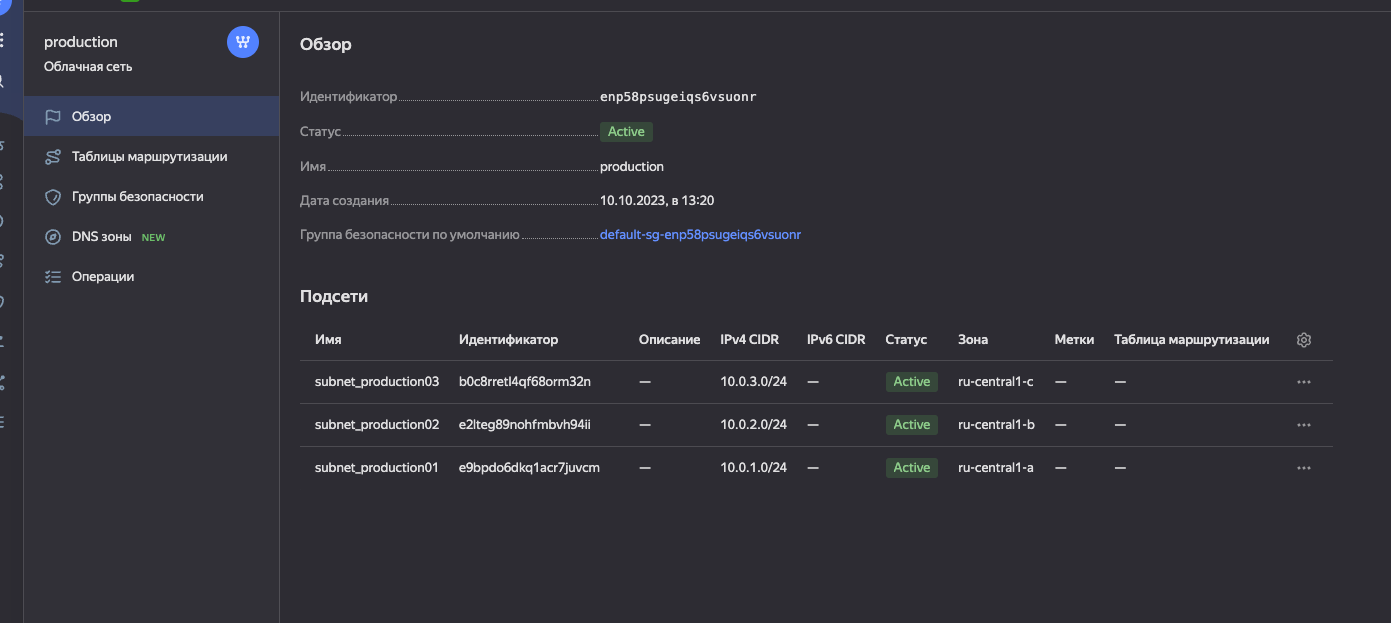 production
Облачная сеть
Обзор
Таблицы маршрутизации
Группы безопасности
DNS зоны NEW
Операции
Обзор
Идентификатор enp58psugeiqs6vsuonr
Статус Active
Имя production
Дата создания 10.10.2023, в 13:20
Группа безопасности по умолчанию default-sg-enp58psugeiqs6vsuonr
Подсети
Имя Идентификатор Описание IPv4 CIDR IPv6 CIDR Статус Зона Метки Таблица маршрутизации
subnet_production03 b0c8rretl4qf68orm32n — 10.0.3.0/24 — Active ru-central1-c — —
subnet_production02 e2lteg89nohfmbvh94ii — 10.0.2.0/24 — Active ru-central1-b — —
subnet_production01 e9bpdo6dkq1acr7juvcm — 10.0.1.0/24 — Active ru-central1-a — —